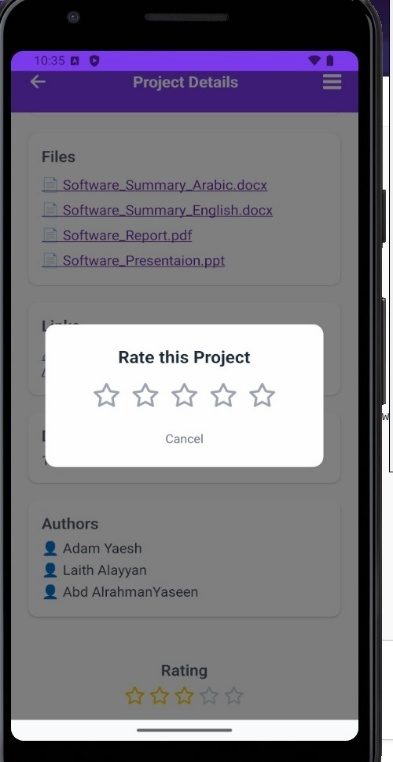 10:35
Project Details
Files
Software_Summary_Arabic.docx
Software_Summary_English.docx
Software_Report.pdf
Software_Presentaion.ppt
Rate this Project
Cancel
Authors
Adam Yaesh
Laith Alayyan
Abd AlrahmanYaseen
Rating